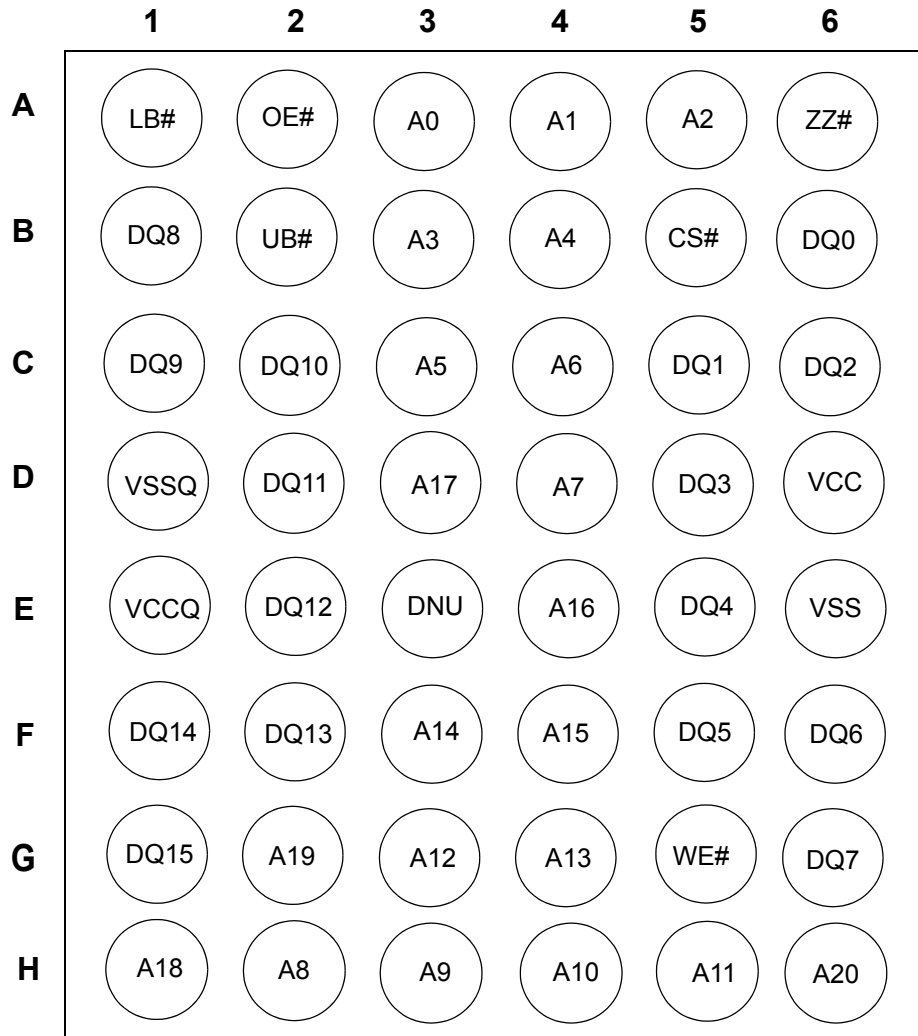 1 2 3 4 5 6
A LB# OE# A0 A1 A2 ZZ#
B DQ8 UB# A3 A4 CS# DQ0
C DQ9 DQ10 A5 A6 DQ1 DQ2
D VSSQ DQ11 A17 A7 DQ3 VCC
E VCCQ DQ12 DNU A16 DQ4 VSS
F DQ14 DQ13 A14 A15 DQ5 DQ6
G DQ15 A19 A12 A13 WE# DQ7
H A18 A8 A9 A10 A11 A20